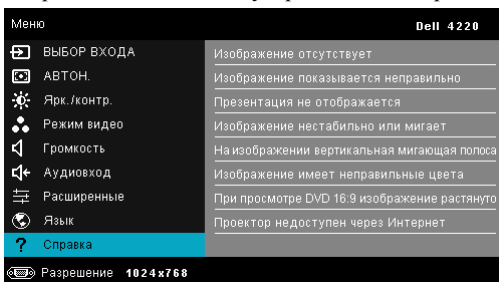 Меню
Dell 4220
ВЫБОР ВХОДА
АВТОН.
Ярк./контр.
Режим видео
Громкость
Аудиовход
Расширенные
Язык
? Справка
Изображение отсутствует
Изображение показывается неправильно
Презентация не отображается
Изображение нестабильно или мигает
На изображении вертикальная мигающая полоса
Изображение имеет неправильные цвета
При просмотре DVD 16:9 изображение растянуто
Проектор недоступен через Интернет
Разрешение 1024x768